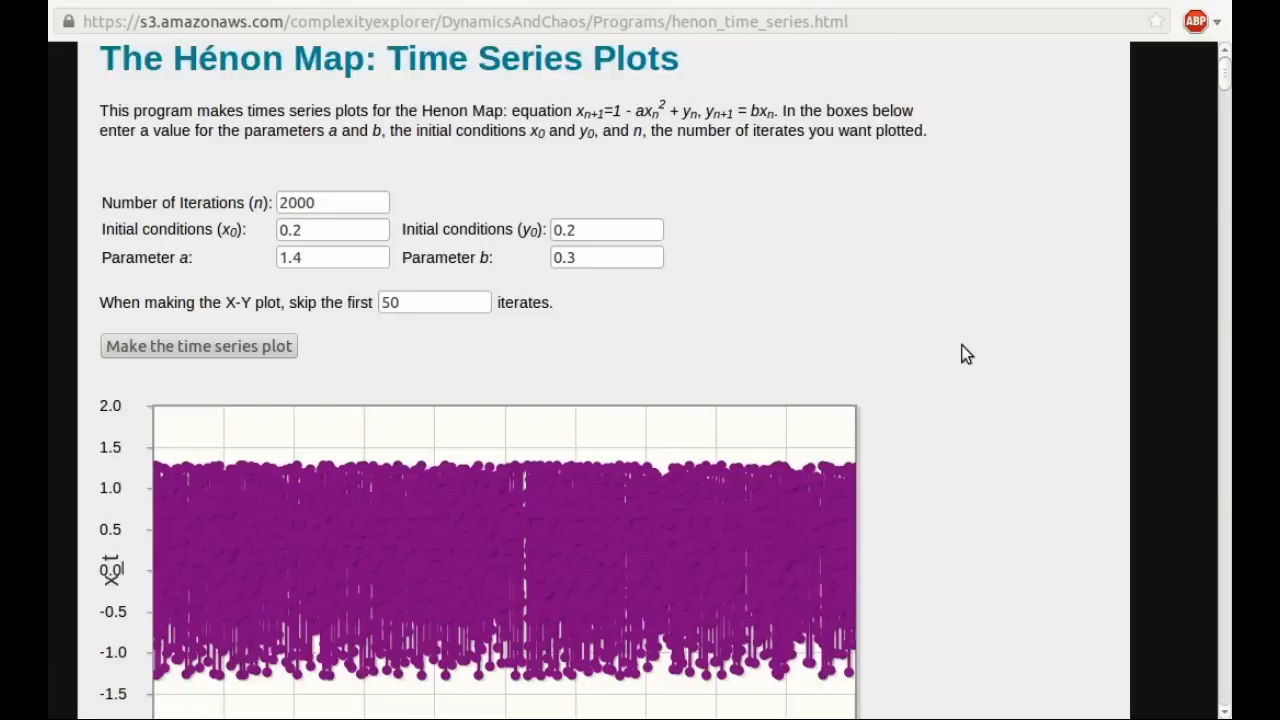 https://s3.amazonaws.com/complexityexplorer/DynamicsAndChaos/Programs/henon_time_series.html
ABP
The Hénon Map: Time Series Plots
This program makes times series plots for the Henon Map: equation xn+1=1 - axn2 + yn, yn+1 = bxn. In the boxes below
enter a value for the parameters a and b, the initial conditions x0 and y0, and n, the number of iterates you want plotted.
Number of Iterations (n): 2000
Initial conditions (x0): 0.2 Initial conditions (y0): 0.2
Parameter a: 1.4 Parameter b: 0.3
When making the X-Y plot, skip the first 50 iterates.
Make the time series plot
2.0
1.5
1.0
0.5
0.0
x_t
-0.5
-1.0
-1.5